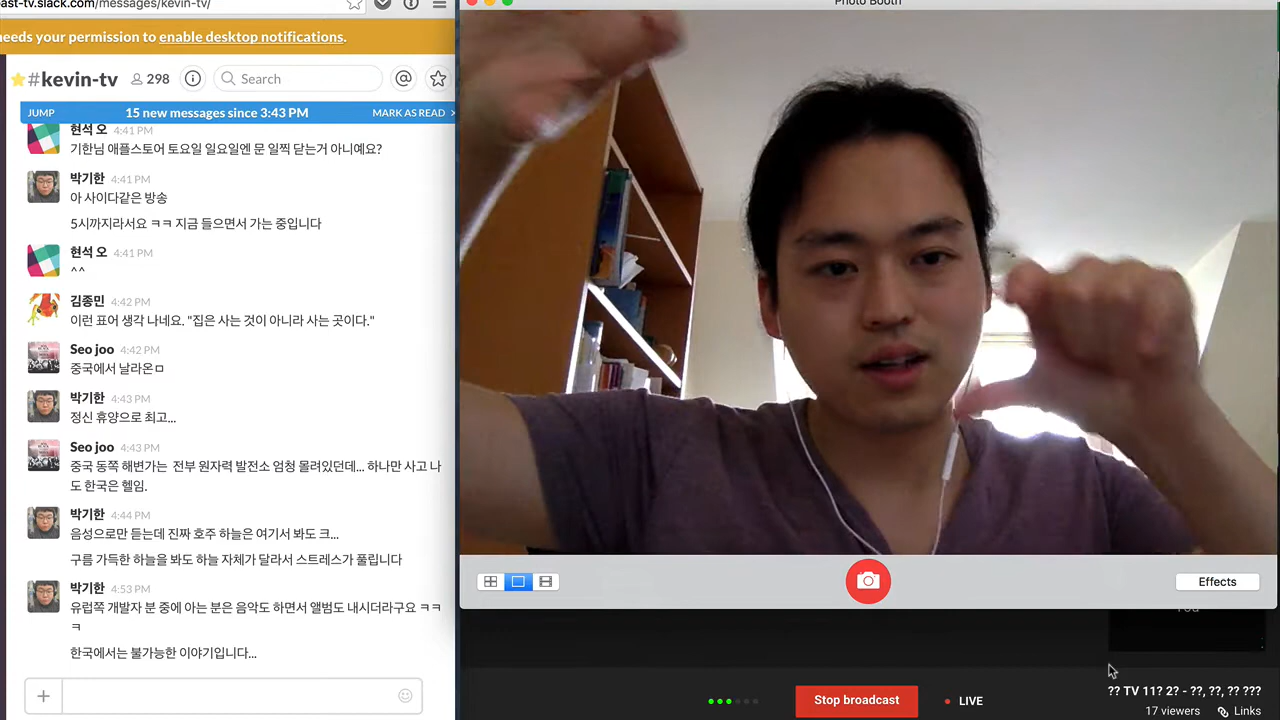 ast-tv.slack.com/messages/kevin-tv/
eeds your permission to enable desktop notifications.
#kevin-tv 298 Search
JUMP 15 new messages since 3:43 PM MARK AS READ
현석 오 4:41 PM
기한님 애플스토어 토요일 일요일엔 문 일찍 닫는거 아니예요?
박기한 4:41 PM
아 사이다같은 방송
5시까지라서요 ㅋㅋ 지금 들으면서 가는 중입니다
현석 오 4:41 PM
^^
김종민 4:42 PM
이런 표어 생각 나네요. "집은 사는 것이 아니라 사는 곳이다."
Seo joo 4:42 PM
중국에서 날라온ㅁ
박기한 4:43 PM
정신 휴양으로 최고...
Seo joo 4:43 PM
중국 동쪽 해변가는 전부 원자력 발전소 엄청 몰려있던데... 하나만 사고 나
도 한국은 헬임.
박기한 4:44 PM
음성으로만 듣는데 진짜 호주 하늘은 여기서 봐도 크...
구름 가득한 하늘을 봐도 하늘 자체가 달라서 스트레스가 풀립니다
박기한 4:53 PM
유럽쪽 개발자 분 중에 아는 분은 음악도 하면서 앨범도 내시더라구요 ㅋㅋ
ㅋ
한국에서는 불가능한 이야기입니다...
Photo Booth
Effects
You
Stop broadcast LIVE
?? TV 11? 2? - ??, ??, ?? ???
17 viewers Links